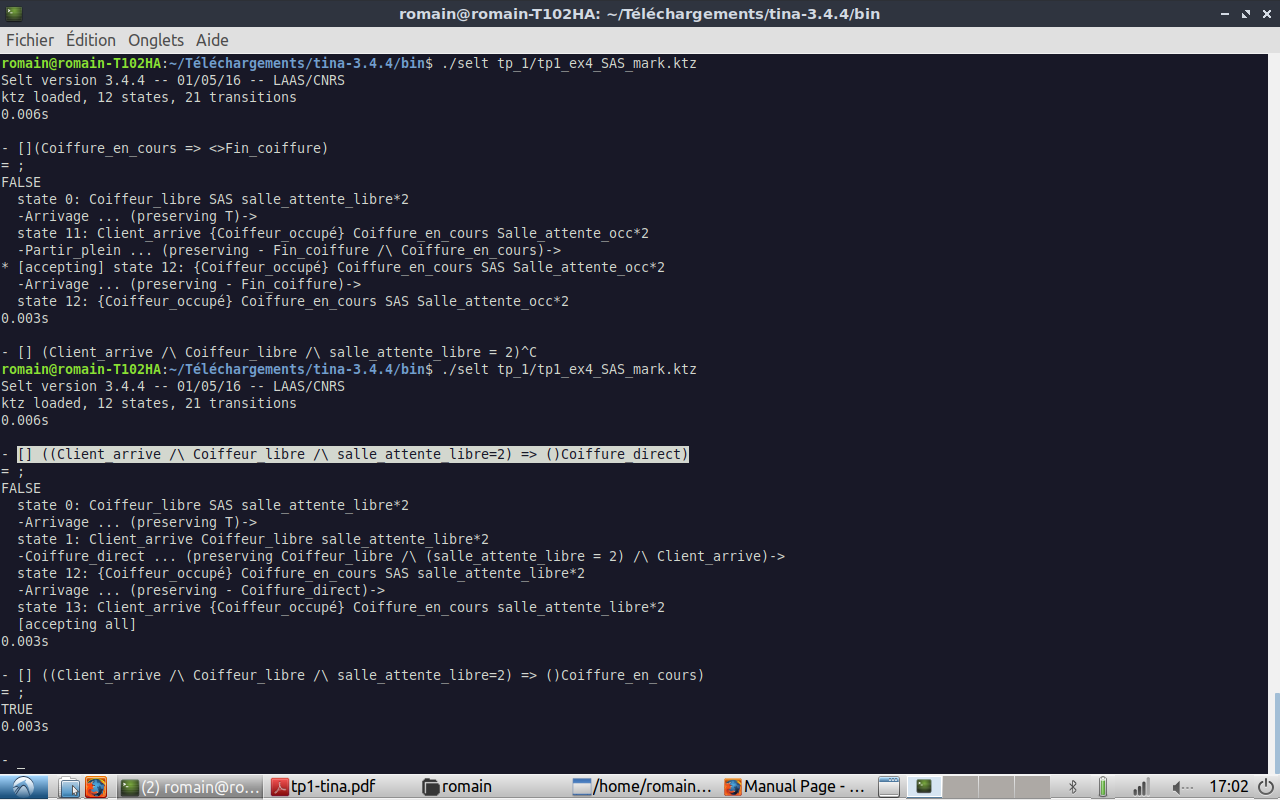 romain@romain-T102HA: ~/Téléchargements/tina-3.4.4/bin
Fichier Édition Onglets Aide
romain@romain-T102HA:~/Téléchargements/tina-3.4.4/bin$ ./selt tp_1/tp1_ex4_SAS_mark.ktz
Selt version 3.4.4 -- 01/05/16 -- LAAS/CNRS
ktz loaded, 12 states, 21 transitions
0.006s

- [](Coiffure_en_cours => <>Fin_coiffure)
= ;
FALSE
  state 0: Coiffeur_libre SAS salle_attente_libre*2
  -Arrivage ... (preserving T)->
  state 11: Client_arrive {Coiffeur_occupé} Coiffure_en_cours Salle_attente_occ*2
  -Partir_plein ... (preserving - Fin_coiffure /\ Coiffure_en_cours)->
* [accepting] state 12: {Coiffeur_occupé} Coiffure_en_cours SAS Salle_attente_occ*2
  -Arrivage ... (preserving - Fin_coiffure)->
  state 12: {Coiffeur_occupé} Coiffure_en_cours SAS Salle_attente_occ*2
0.003s

- [] (Client_arrive /\ Coiffeur_libre /\ salle_attente_libre = 2)^C
romain@romain-T102HA:~/Téléchargements/tina-3.4.4/bin$ ./selt tp_1/tp1_ex4_SAS_mark.ktz
Selt version 3.4.4 -- 01/05/16 -- LAAS/CNRS
ktz loaded, 12 states, 21 transitions
0.006s

- [] ((Client_arrive /\ Coiffeur_libre /\ salle_attente_libre=2) => ()Coiffure_direct)
= ;
FALSE
  state 0: Coiffeur_libre SAS salle_attente_libre*2
  -Arrivage ... (preserving T)->
  state 1: Client_arrive Coiffeur_libre salle_attente_libre*2
  -Coiffure_direct ... (preserving Coiffeur_libre /\ (salle_attente_libre = 2) /\ Client_arrive)->
  state 12: {Coiffeur_occupé} Coiffure_en_cours SAS salle_attente_libre*2
  -Arrivage ... (preserving - Coiffure_direct)->
  state 13: Client_arrive {Coiffeur_occupé} Coiffure_en_cours salle_attente_libre*2
  [accepting all]
0.003s

- [] ((Client_arrive /\ Coiffeur_libre /\ salle_attente_libre=2) => ()Coiffure_en_cours)
= ;
TRUE
0.003s

- _
(2) romain@ro... tp1-tina.pdf romain /home/romain... Manual Page - ... 17:02